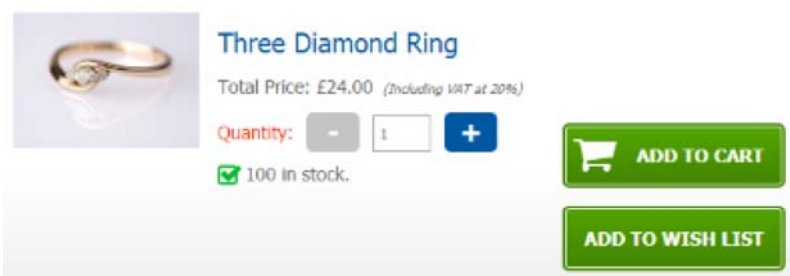 Three Diamond Ring
Total Price: £24.00 (Including VAT at 20%)
Quantity: - 1 +
100 in stock.
ADD TO CART
ADD TO WISH LIST